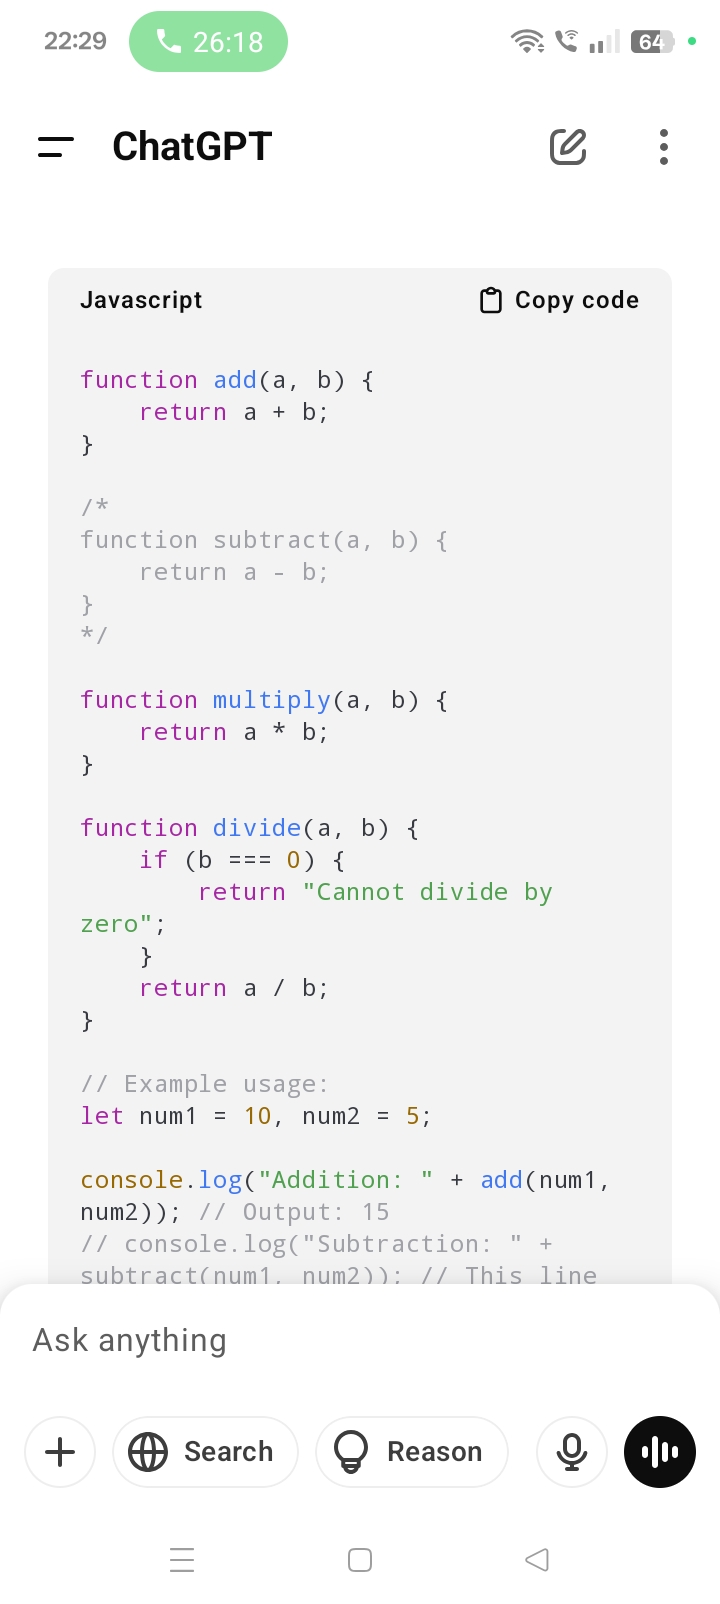 22:29 26:18 64
ChatGPT
Javascript Copy code
function add(a, b) {
    return a + b;
}
/*
function subtract(a, b) {
    return a - b;
}
*/
function multiply(a, b) {
    return a * b;
}
function divide(a, b) {
    if (b === 0) {
        return "Cannot divide by
zero";
    }
    return a / b;
}
// Example usage:
let num1 = 10, num2 = 5;
console.log("Addition: " + add(num1,
num2)); // Output: 15
// console.log("Subtraction: " +
subtract(num1, num2)); // This line
Ask anything
Search Reason